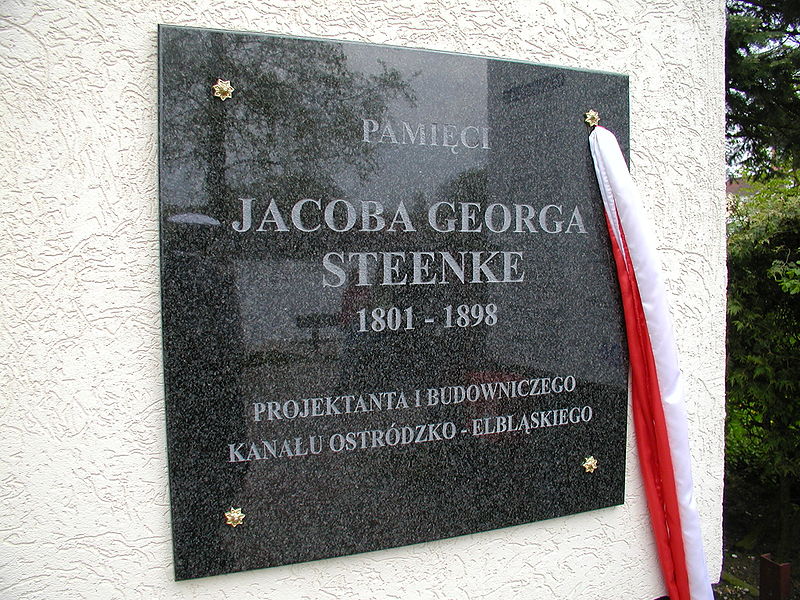 PAMIĘCI
JACOBA GEORGA
STEENKE
1801 - 1898
PROJEKTANTA I BUDOWNICZEGO
KANAŁU OSTRÓDZKO - ELBLĄSKIEGO